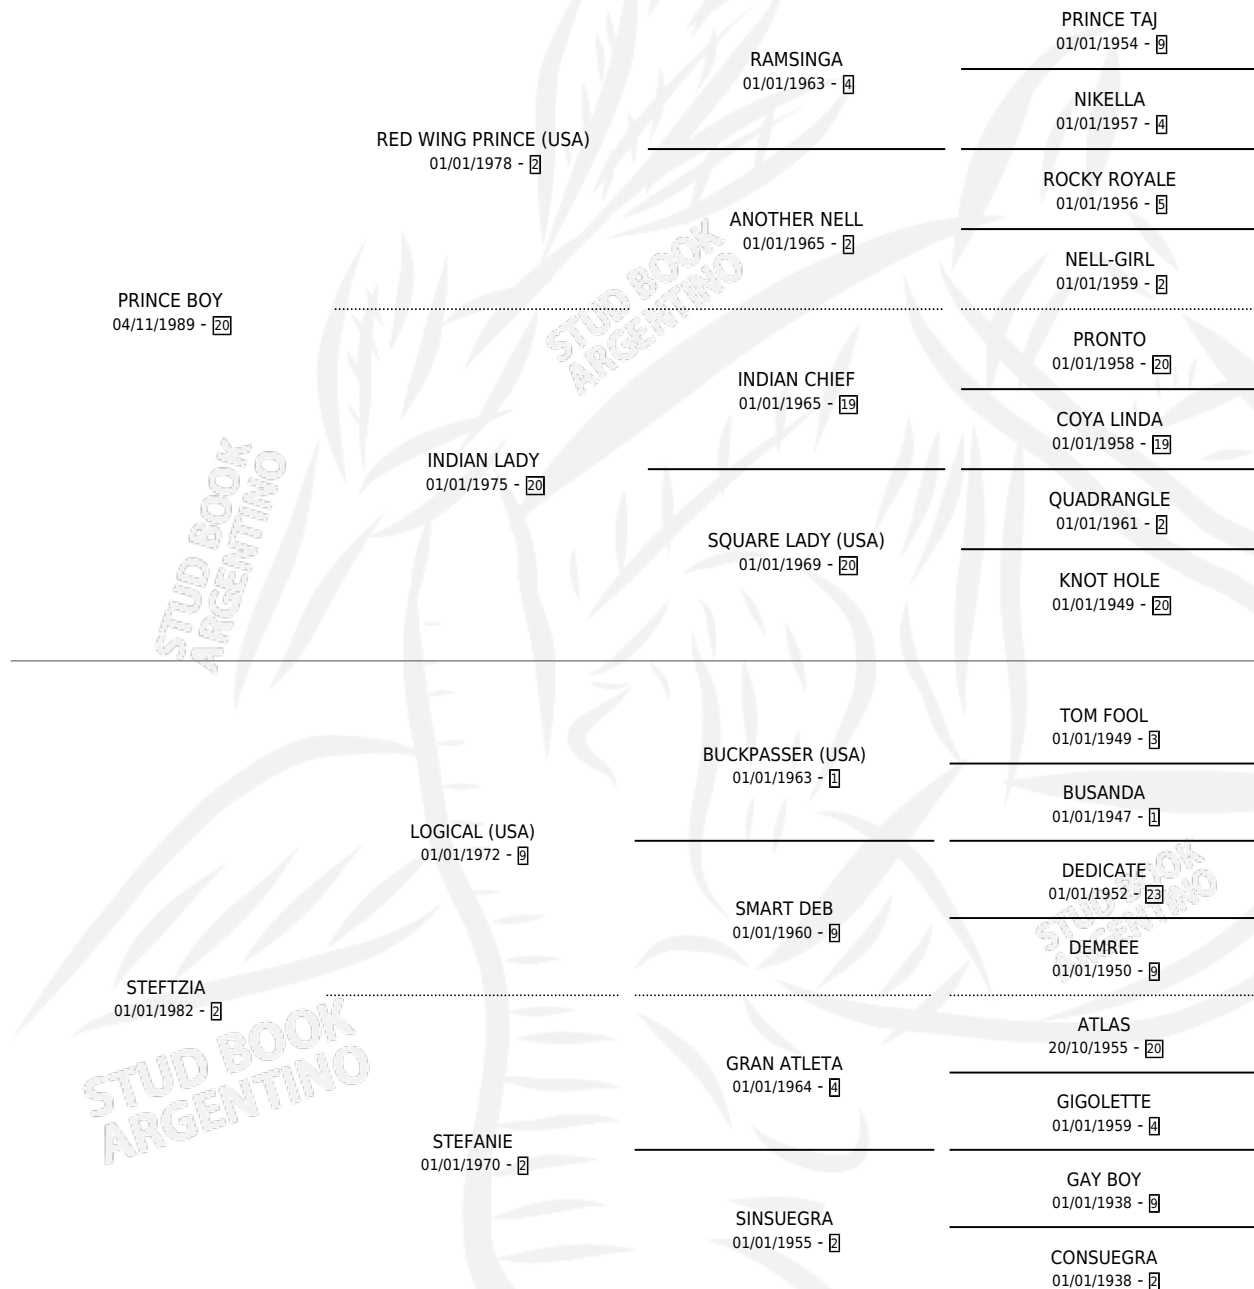 PRINCE TAJ
01/01/1954 - 9
RAMSINGA
01/01/1963 - 4
NIKELLA
01/01/1957 - 4
RED WING PRINCE (USA)
01/01/1978 - 2
ROCKY ROYALE
01/01/1956 - 5
ANOTHER NELL
01/01/1965 - 2
NELL-GIRL
01/01/1959 - 2
PRINCE BOY
04/11/1989 - 20
PRONTO
01/01/1958 - 20
INDIAN CHIEF
01/01/1965 - 19
COYA LINDA
01/01/1958 - 19
INDIAN LADY
01/01/1975 - 20
QUADRANGLE
01/01/1961 - 2
SQUARE LADY (USA)
01/01/1969 - 20
KNOT HOLE
01/01/1949 - 20
TOM FOOL
01/01/1949 - 3
BUCKPASSER (USA)
01/01/1963 - 1
BUSANDA
01/01/1947 - 1
LOGICAL (USA)
01/01/1972 - 9
DEDICATE
01/01/1952 - 23
SMART DEB
01/01/1960 - 9
DEMREE
01/01/1950 - 9
STEFTZIA
01/01/1982 - 2
ATLAS
20/10/1955 - 20
GRAN ATLETA
01/01/1964 - 4
GIGOLETTE
01/01/1959 - 4
STEFANIE
01/01/1970 - 2
GAY BOY
01/01/1938 - 9
SINSUEGRA
01/01/1955 - 2
CONSUEGRA
01/01/1938 - 2
STUD BOOK
ARGENTINO
STUD BOOK
ARGENTINO
STUD BOOK
ARGENTINO
STUD BOOK
ARGENTINO